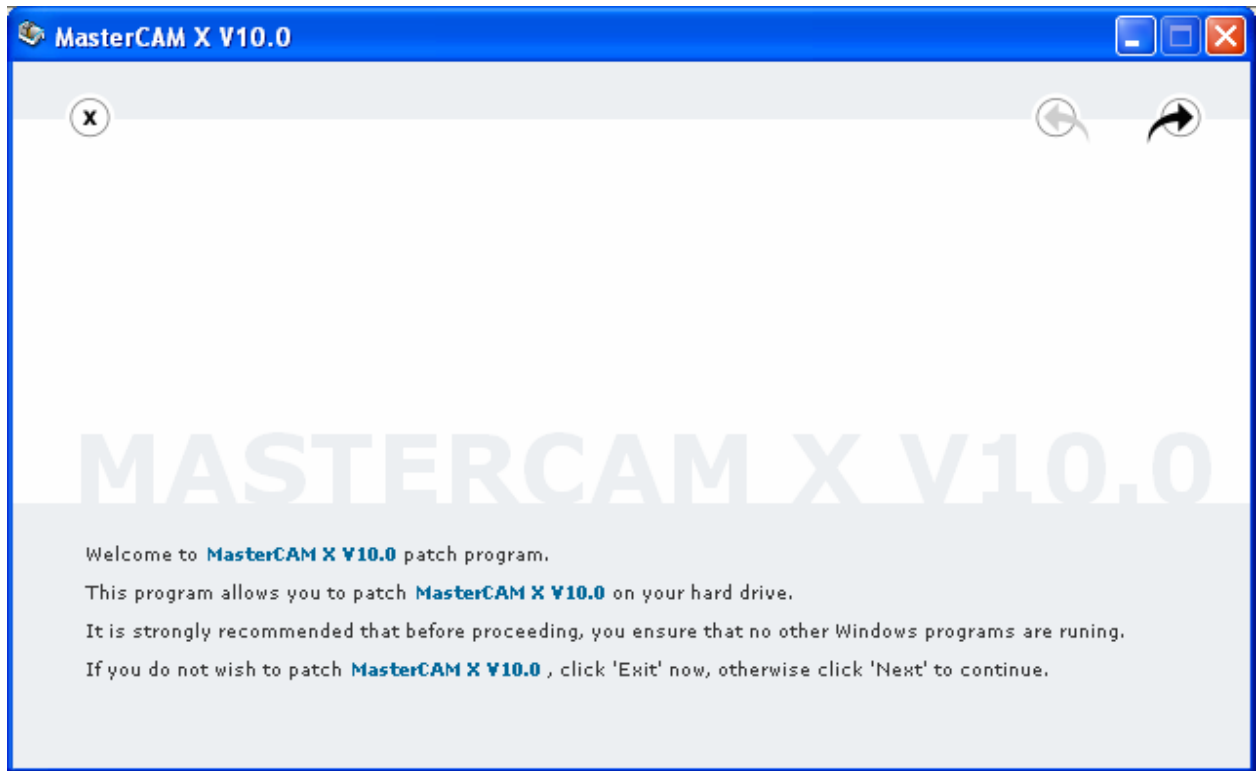 MasterCAM X V10.0
x
MASTERCAM X V10.0
Welcome to MasterCAM X V10.0 patch program.
This program allows you to patch MasterCAM X V10.0 on your hard drive.
It is strongly recommended that before proceeding, you ensure that no other Windows programs are runing.
If you do not wish to patch MasterCAM X V10.0 , click 'Exit' now, otherwise click 'Next' to continue.